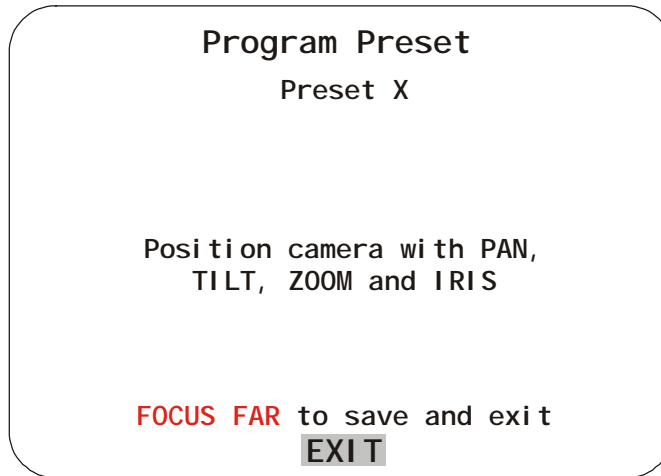 Program Preset
Preset X
Position camera with PAN,
TILT, ZOOM and IRIS
FOCUS FAR to save and exit
EXIT